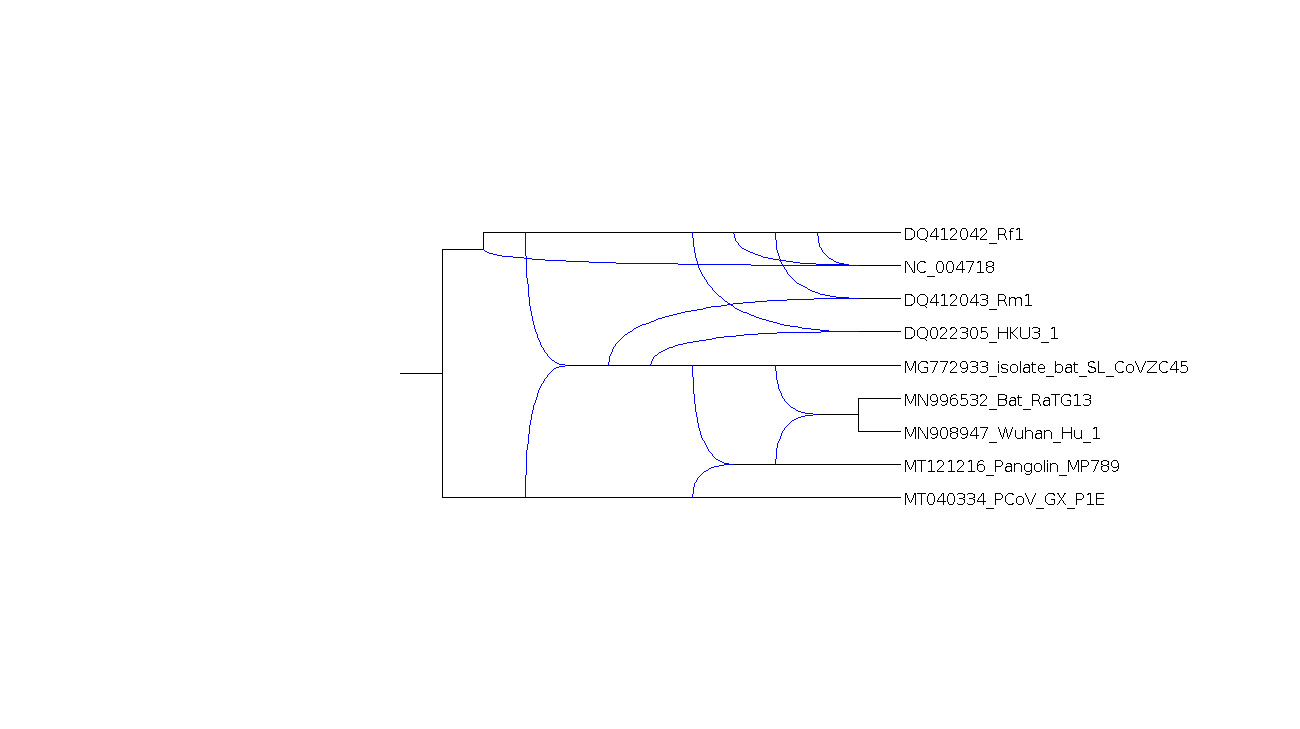 DQ412042_Rf1
NC_004718
DQ412043_Rm1
DQ022305_HKU3_1
MG772933_isolate_bat_SL_CoVZC45
MN996532_Bat_RaTG13
MN908947_Wuhan_Hu_1
MT121216_Pangolin_MP789
MT040334_PCoV_GX_P1E